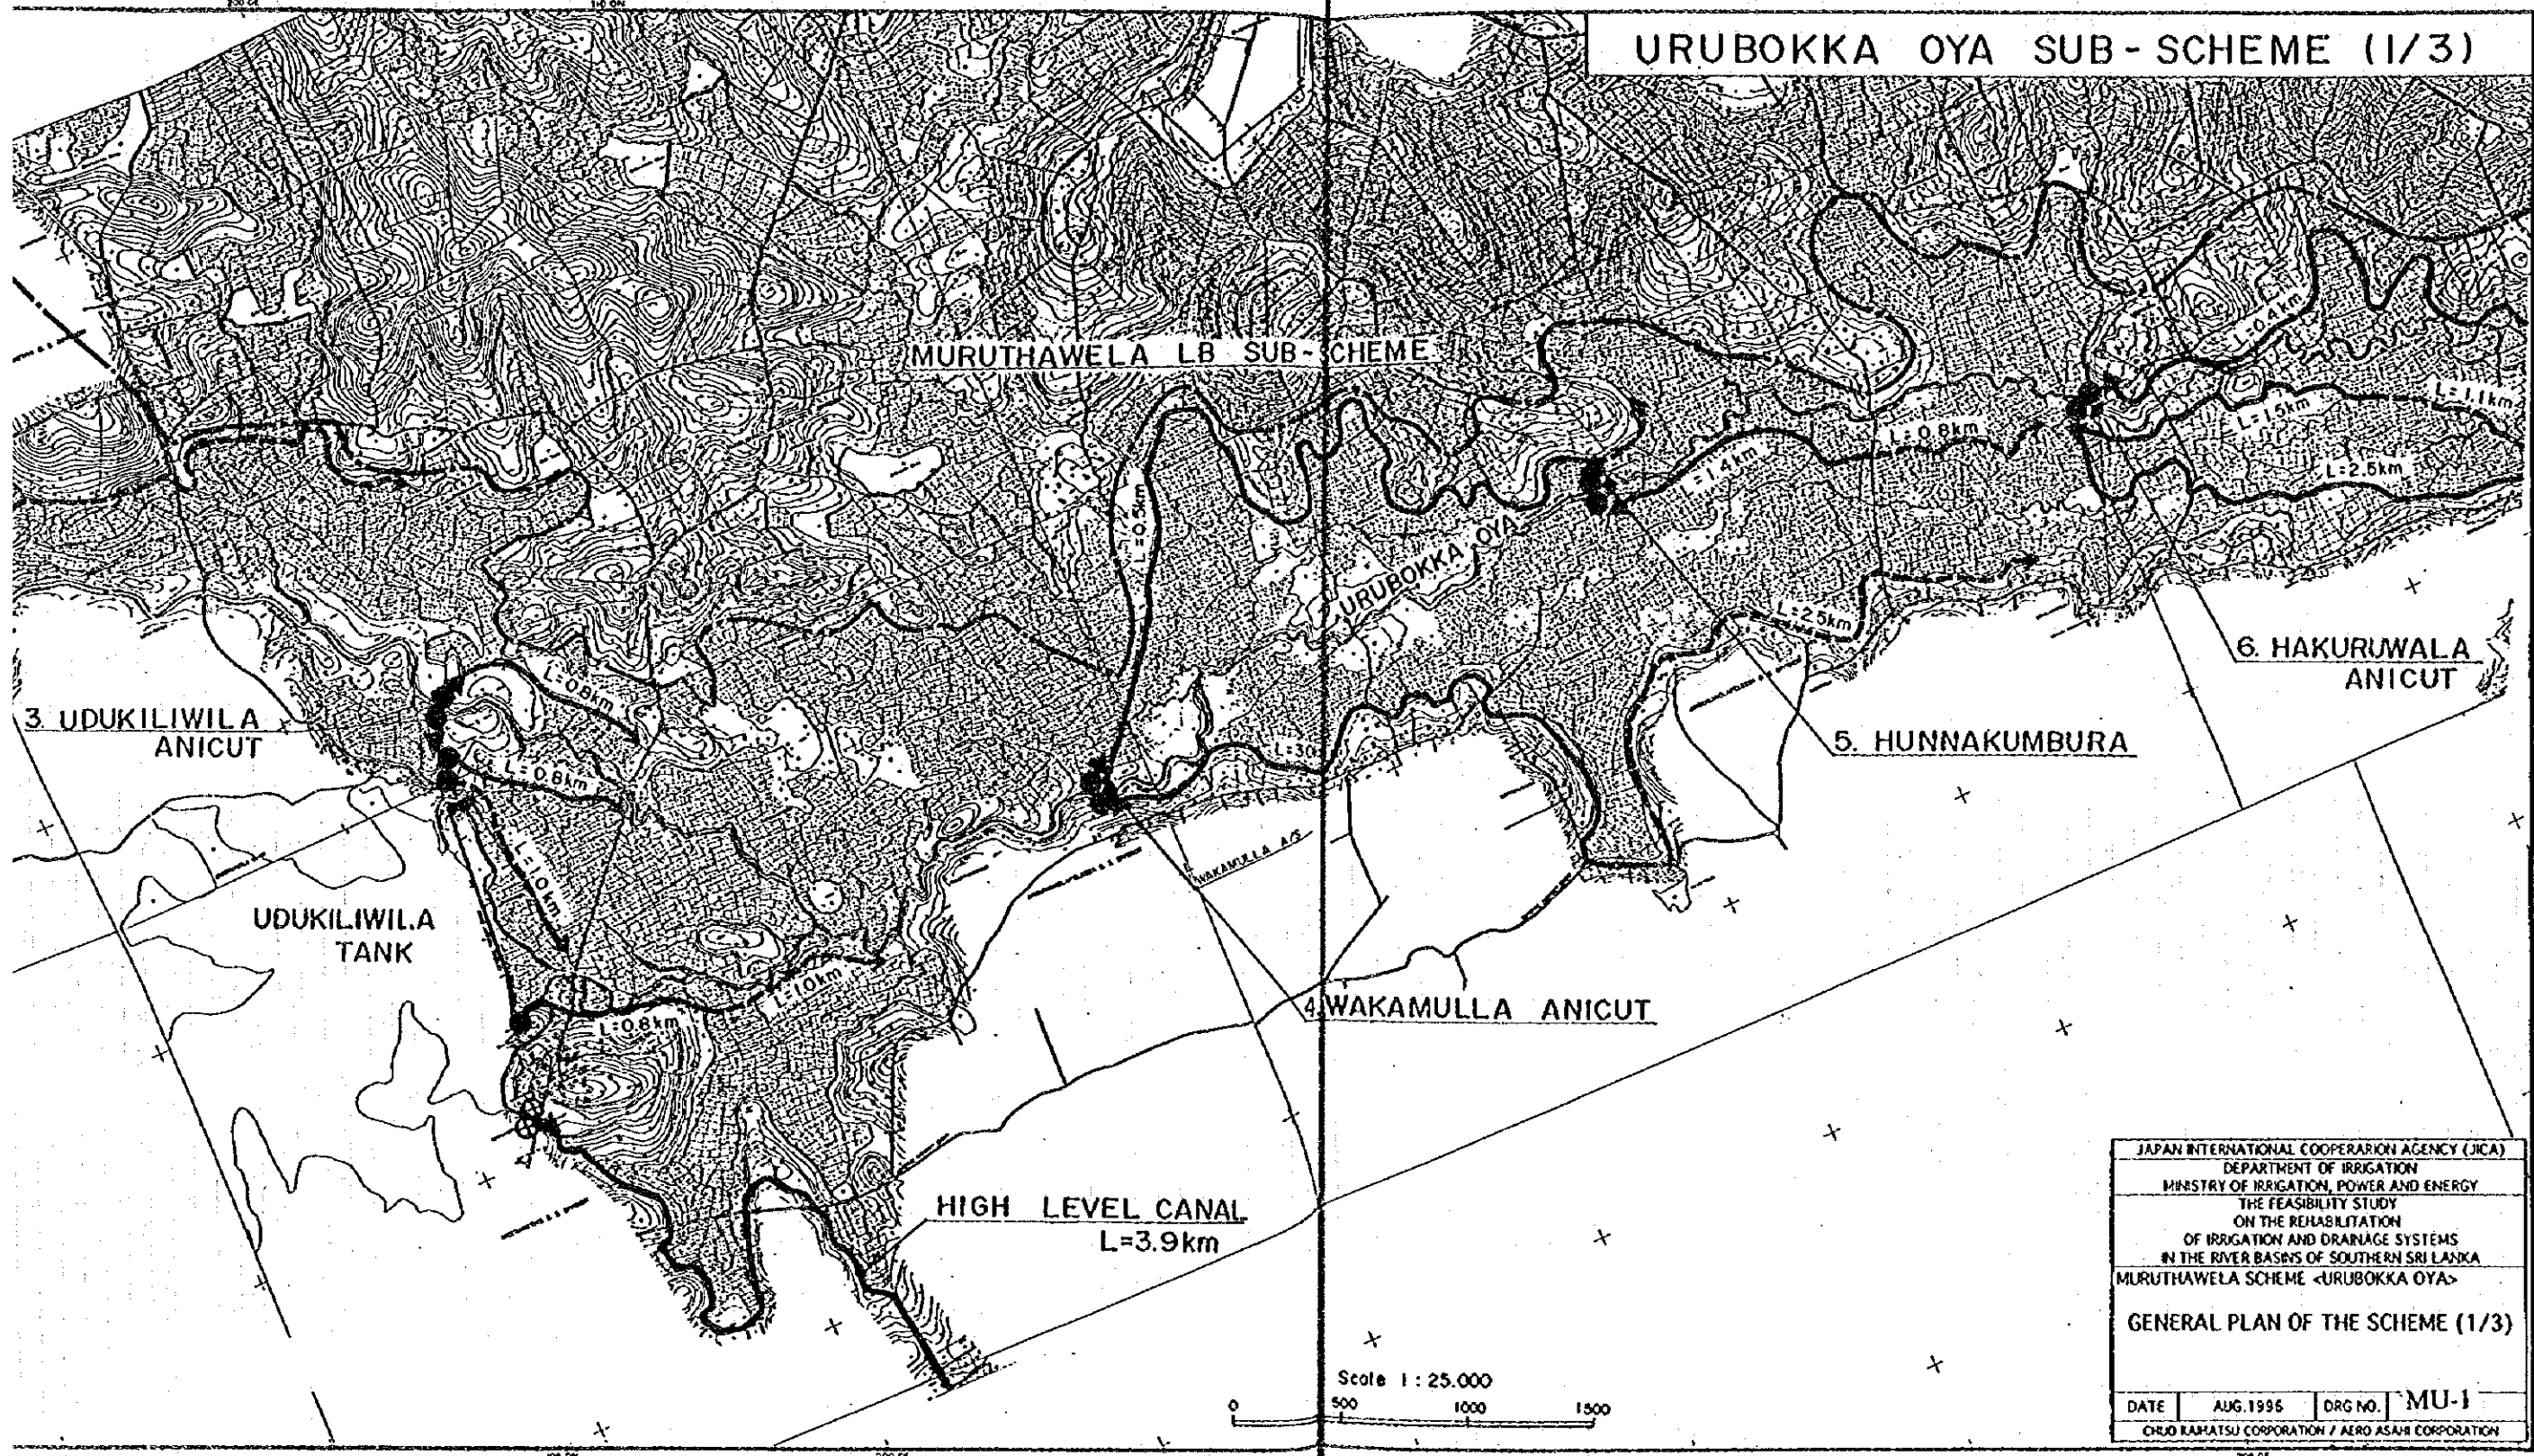 URUBOKKA OYA SUB-SCHEME (1/3)
MURUTHAWELA LB SUB-SCHEME
L=0.4km
L=1.1km
L=1.5km
L=0.8km
L=2.5km
L=1.4km
L=0.5km
URUBOKKA OYA
L=2.5km
6. HAKURUWALA
ANICUT
L=0.8km
3. UDUKILIWILA
ANICUT
5. HUNNAKUMBURA
L=30
L=0.8km
WAKAMULLA
L=1.0km
UDUKILIWILA
TANK
L=1.0km
4. WAKAMULLA ANICUT
L=0.8km
HIGH LEVEL CANAL
L=3.9km
Scale 1:25.000
0 500 1000 1500
JAPAN INTERNATIONAL COOPERARION AGENCY (JICA)
DEPARTMENT OF IRRIGATION
MINISTRY OF IRRIGATION, POWER AND ENERGY
THE FEASIBILITY STUDY
ON THE REHABILITATION
OF IRRIGATION AND DRAINAGE SYSTEMS
IN THE RIVER BASINS OF SOUTHERN SRI LANKA
MURUTHAWELA SCHEME <URUBOKKA OYA>
GENERAL PLAN OF THE SCHEME (1/3)
DATE AUG.1996 DRG NO. MU-1
CHUO KAIHATSU CORPORATION / AERO ASAHI CORPORATION